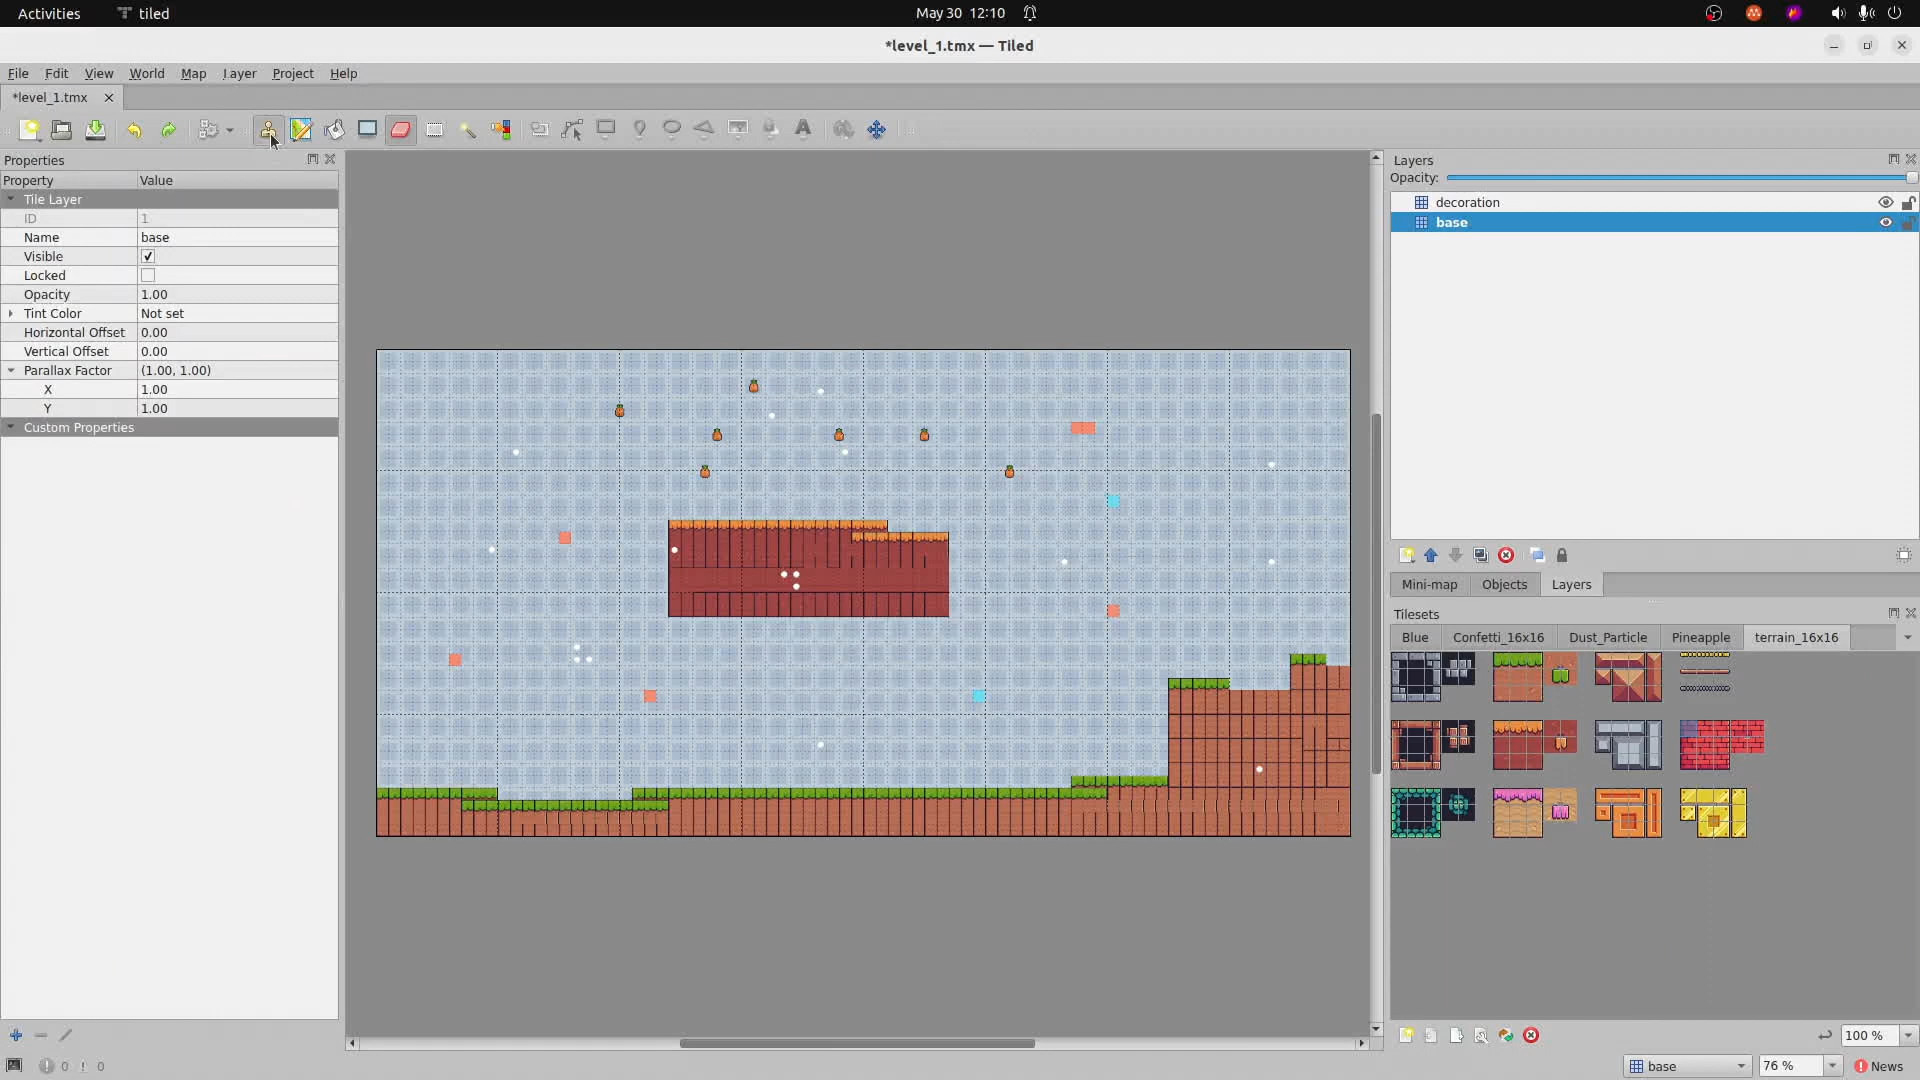 Activities tiled May 30 12:10
*level_1.tmx — Tiled
File Edit View World Map Layer Project Help
*level_1.tmx
Properties
Property Value
Tile Layer
ID 1
Name base
Visible
Locked
Opacity 1.00
Tint Color Not set
Horizontal Offset 0.00
Vertical Offset 0.00
Parallax Factor (1.00, 1.00)
X 1.00
Y 1.00
Custom Properties
Layers
Opacity:
decoration
base
Mini-map Objects Layers
Tilesets
Blue Confetti_16x16 Dust_Particle Pineapple terrain_16x16
100 %
0 0 base 76 % News